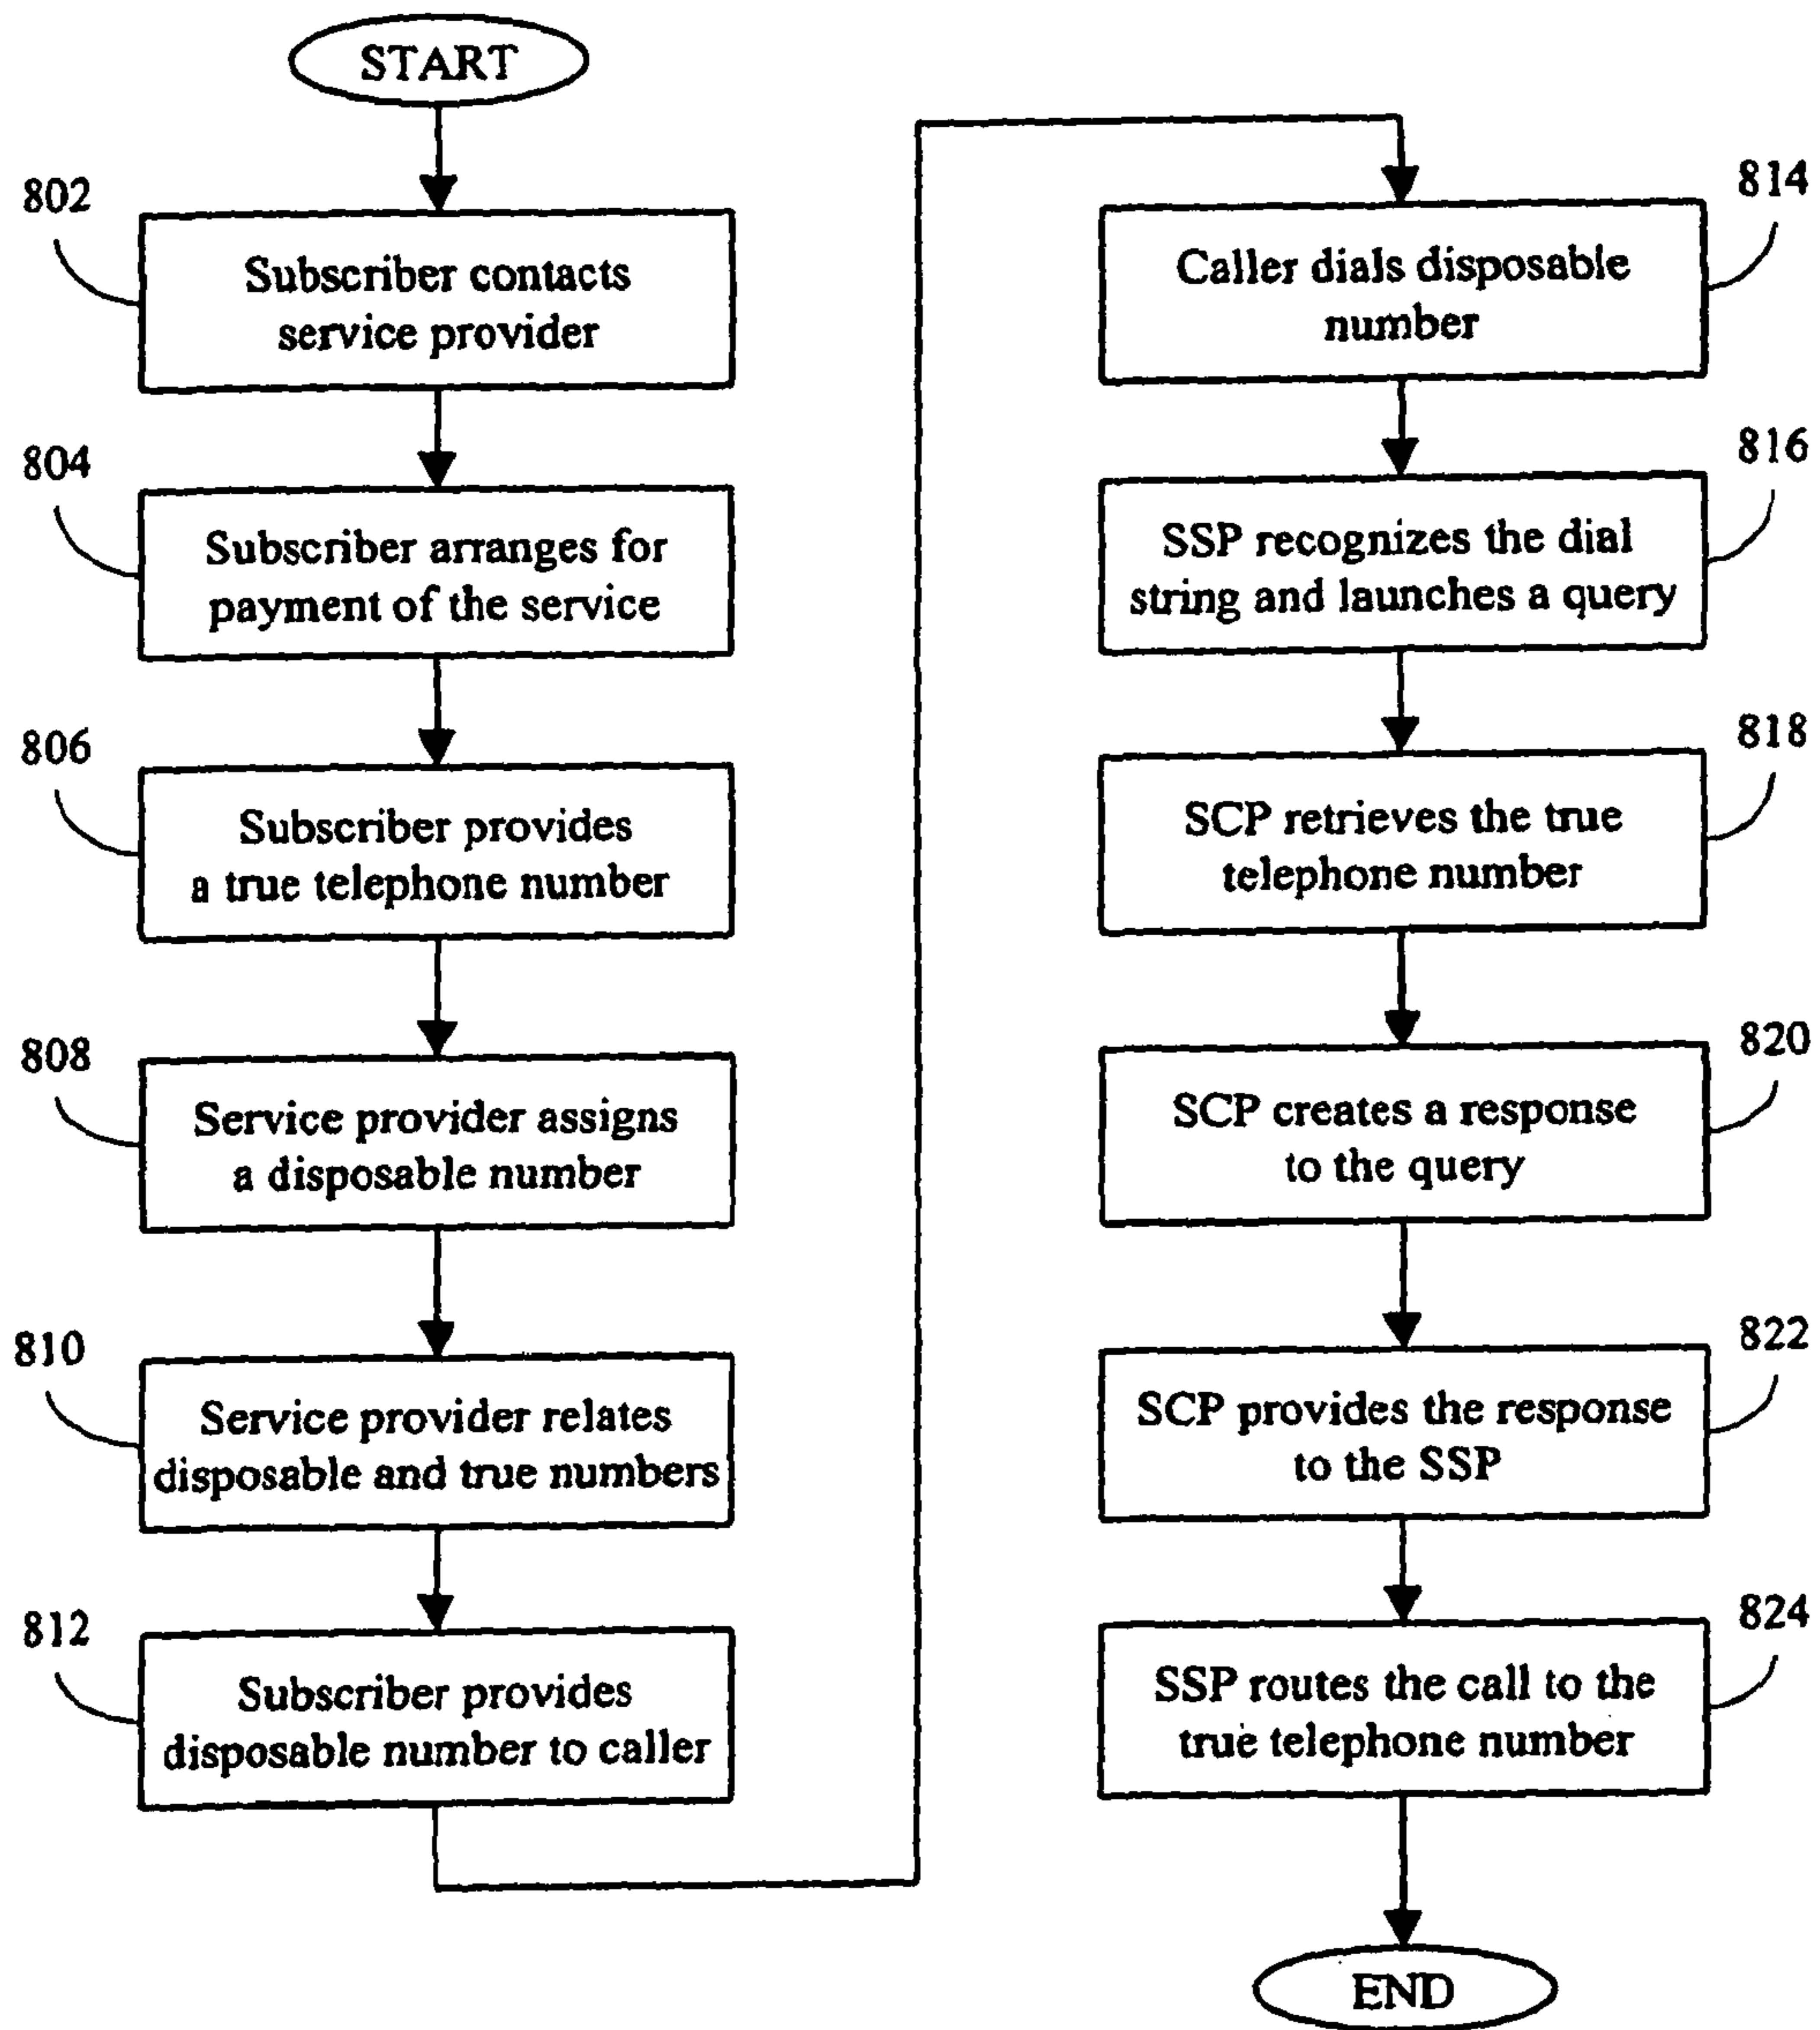 START
802
Subscriber contacts
service provider
804
Subscriber arranges for
payment of the service
806
Subscriber provides
a true telephone number
808
Service provider assigns
a disposable number
810
Service provider relates
disposable and true numbers
812
Subscriber provides
disposable number to caller
814
Caller dials disposable
number
816
SSP recognizes the dial
string and launches a query
818
SCP retrieves the true
telephone number
820
SCP creates a response
to the query
822
SCP provides the response
to the SSP
824
SSP routes the call to the
true telephone number
END